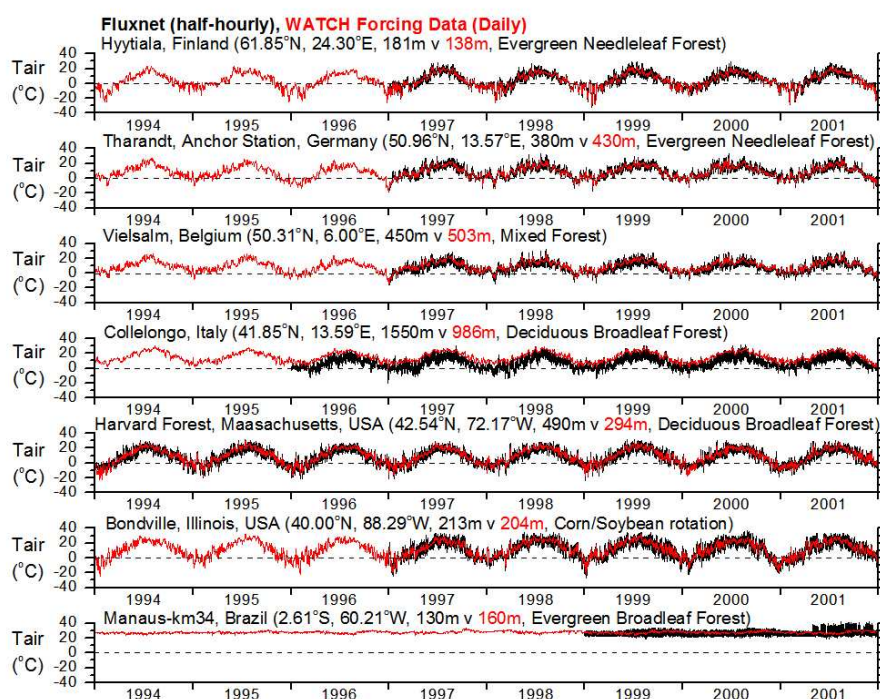 Fluxnet (half-hourly), WATCH Forcing Data (Daily)
Hyytiala, Finland (61.85°N, 24.30°E, 181m v 138m, Evergreen Needleleaf Forest)
Tair
(°C)
40
20
0
-20
-40
1994 1995 1996 1997 1998 1999 2000 2001
Tharandt, Anchor Station, Germany (50.96°N, 13.57°E, 380m v 430m, Evergreen Needleleaf Forest)
Tair
(°C)
40
20
0
-20
-40
1994 1995 1996 1997 1998 1999 2000 2001
Vielsalm, Belgium (50.31°N, 6.00°E, 450m v 503m, Mixed Forest)
Tair
(°C)
40
20
0
-20
-40
1994 1995 1996 1997 1998 1999 2000 2001
Collelongo, Italy (41.85°N, 13.59°E, 1550m v 986m, Deciduous Broadleaf Forest)
Tair
(°C)
40
20
0
-20
-40
1994 1995 1996 1997 1998 1999 2000 2001
Harvard Forest, Maasachusetts, USA (42.54°N, 72.17°W, 490m v 294m, Deciduous Broadleaf Forest)
Tair
(°C)
40
20
0
-20
-40
1994 1995 1996 1997 1998 1999 2000 2001
Bondville, Illinois, USA (40.00°N, 88.29°W, 213m v 204m, Corn/Soybean rotation)
Tair
(°C)
40
20
0
-20
-40
1994 1995 1996 1997 1998 1999 2000 2001
Manaus-km34, Brazil (2.61°S, 60.21°W, 130m v 160m, Evergreen Broadleaf Forest)
Tair
(°C)
40
20
0
-20
-40
1994 1995 1996 1997 1998 1999 2000 2001